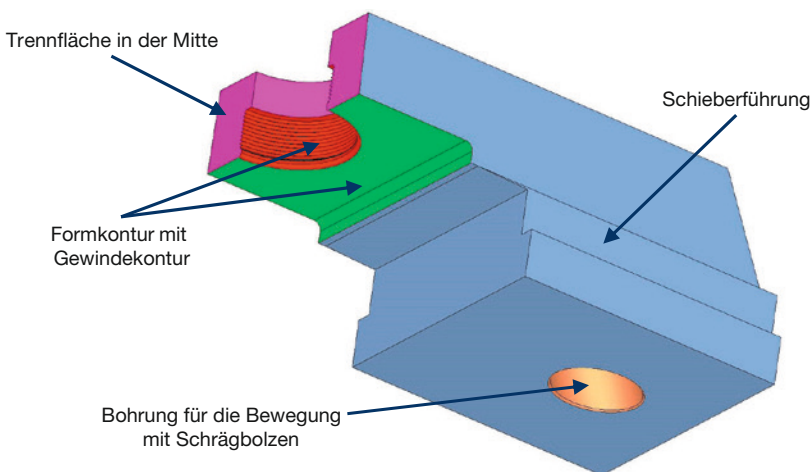 Trennfläche in der Mitte
Schieberführung
Formkontur mit
Gewindekontur
Bohrung für die Bewegung
mit Schrägbolzen